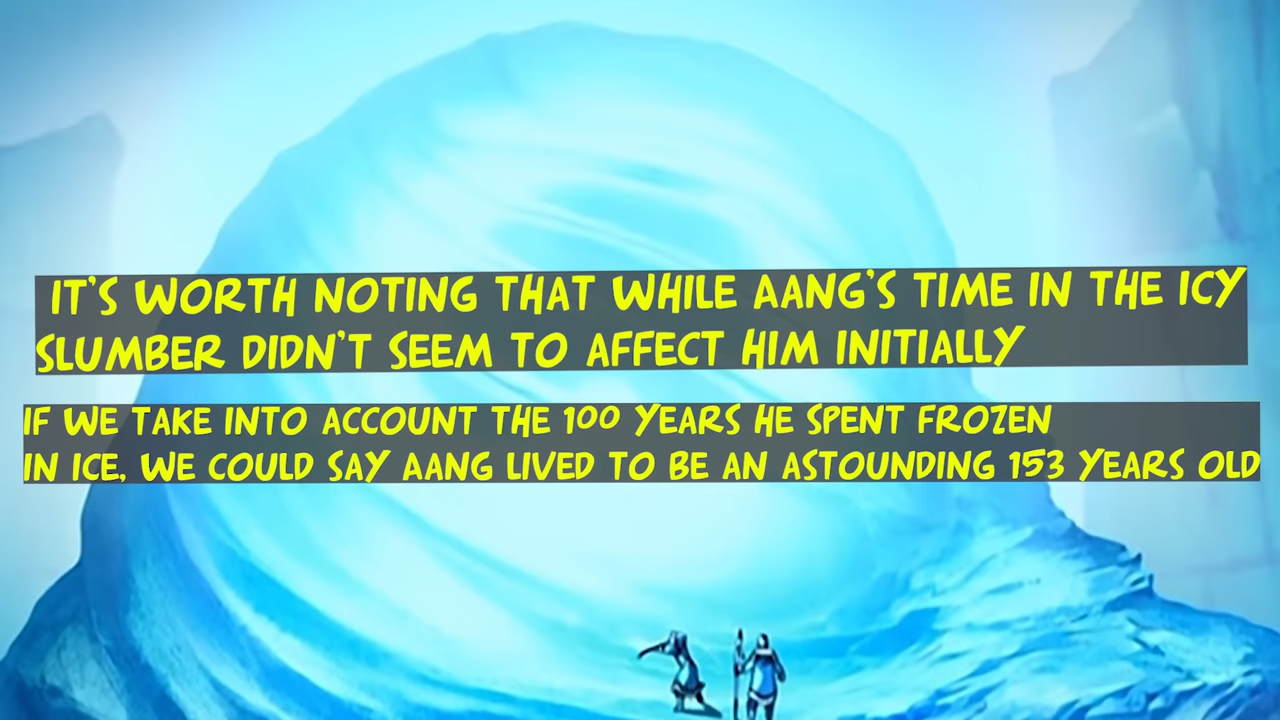 IT'S WORTH NOTING THAT WHILE AANG'S TIME IN THE ICY
SLUMBER DIDN'T SEEM TO AFFECT HIM INITIALLY
IF WE TAKE INTO ACCOUNT THE 100 YEARS HE SPENT FROZEN
IN ICE, WE COULD SAY AANG LIVED TO BE AN ASTOUNDING 153 YEARS OLD